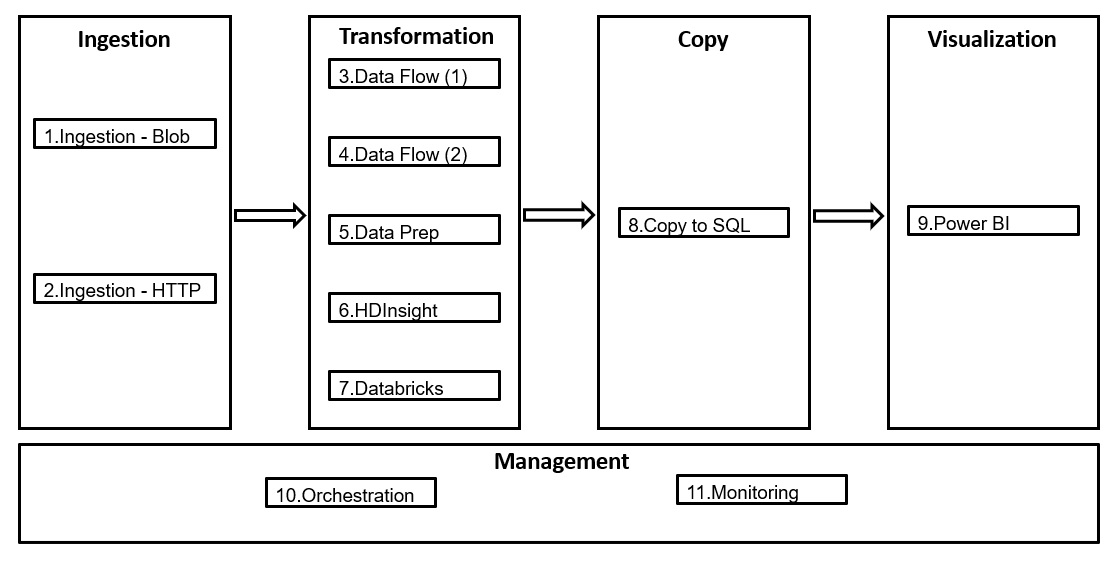 Ingestion
1.Ingestion - Blob
2.Ingestion - HTTP
Transformation
3.Data Flow (1)
4.Data Flow (2)
5.Data Prep
6.HDInsight
7.Databricks
Copy
8.Copy to SQL
Visualization
9.Power BI
Management
10.Orchestration
11.Monitoring